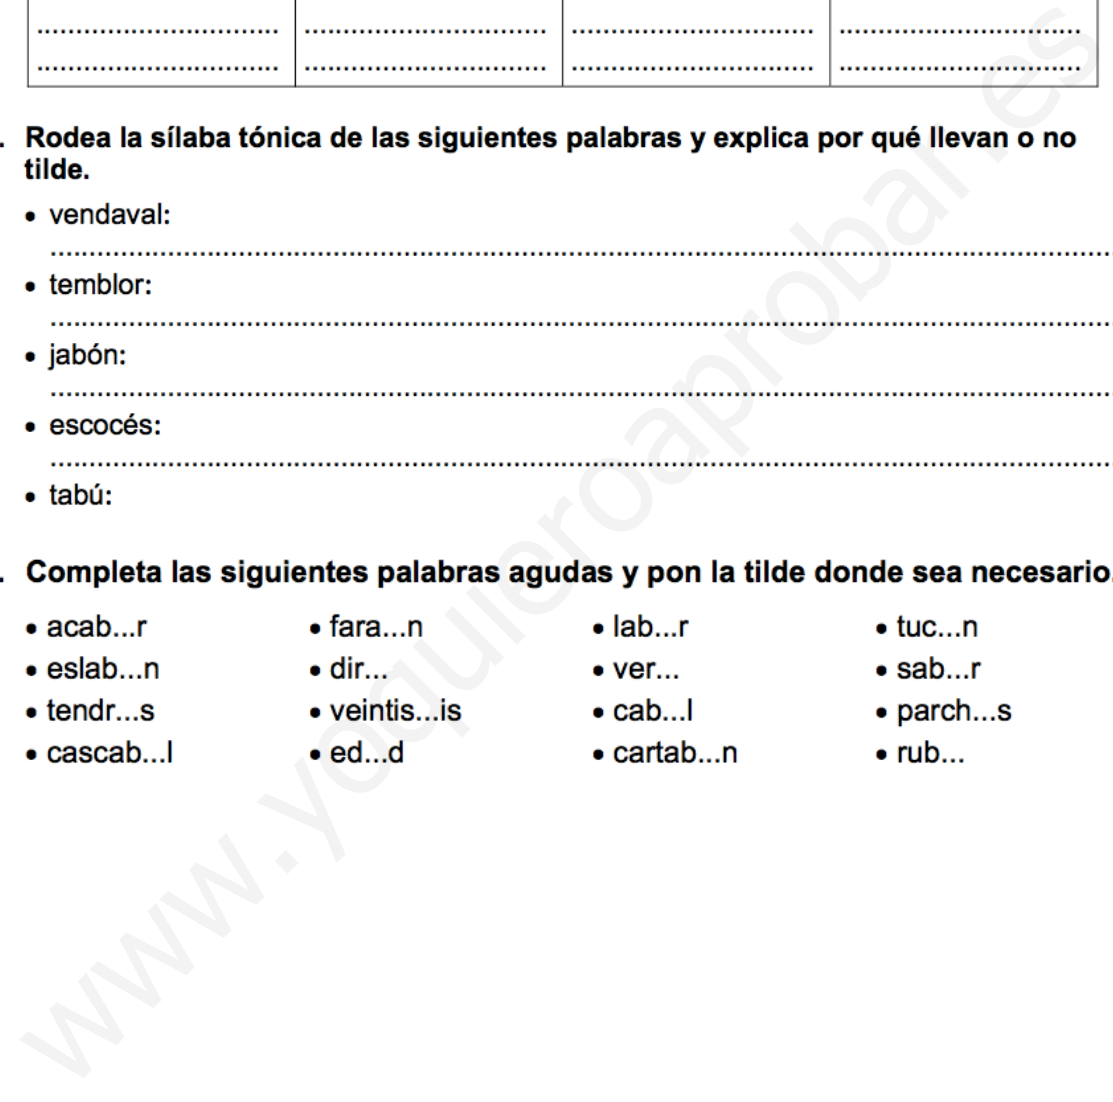 . Rodea la sílaba tónica de las siguientes palabras y explica por qué llevan o no
tilde.
• vendaval:
• temblor:
• jabón:
• escocés:
• tabú:
. Completa las siguientes palabras agudas y pon la tilde donde sea necesario.
• acab...r • fara...n • lab...r • tuc...n
• eslab...n • dir... • ver... • sab...r
• tendr...s • veintis...is • cab...l • parch...s
• cascab...l • ed...d • cartab...n • rub...
www.yoquieroaprobar.es